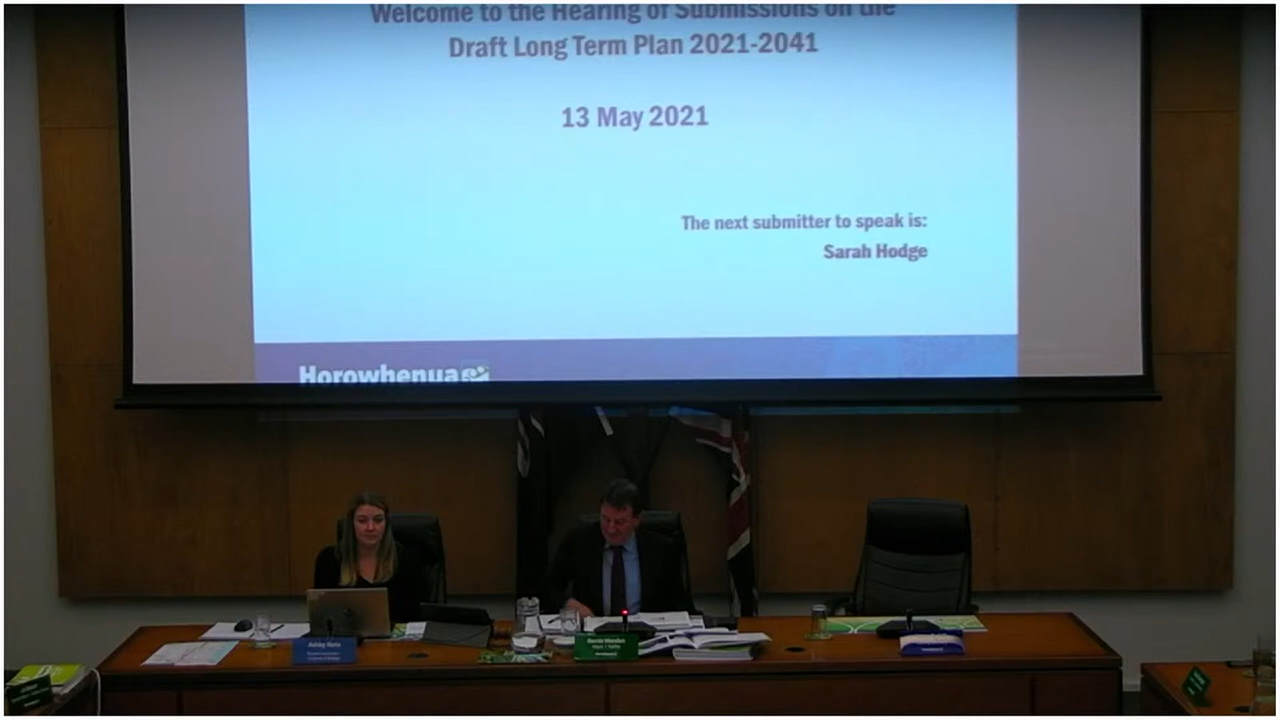 Welcome to the Hearing of Submissions on the
Draft Long Term Plan 2021-2041
13 May 2021
The next submitter to speak is:
Sarah Hodge
Horowhenua